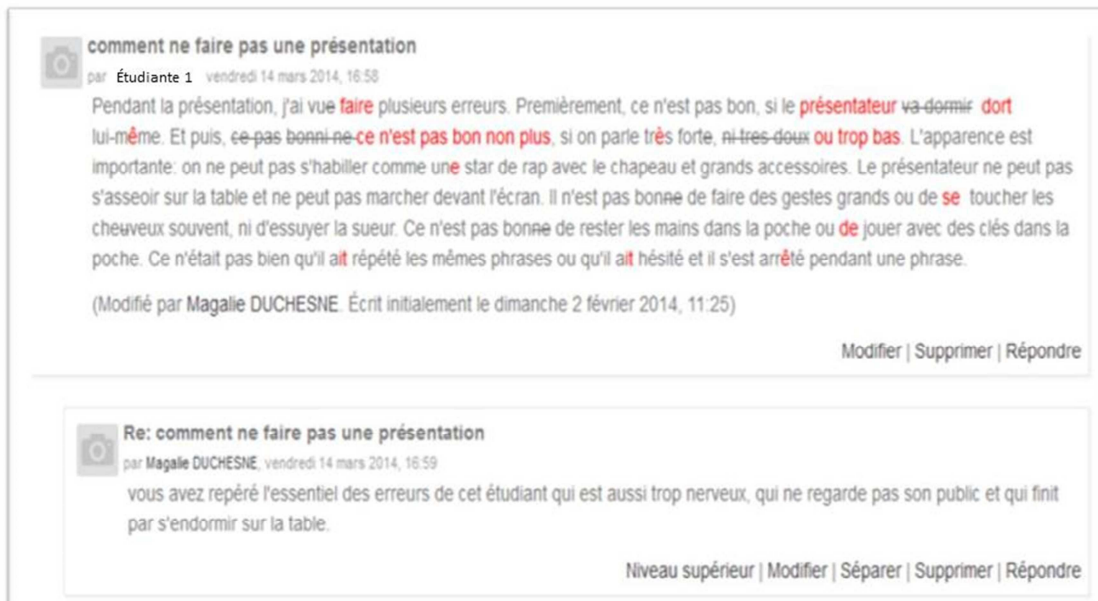 comment ne faire pas une présentation
par Étudiante 1 vendredi 14 mars 2014, 16:58
Pendant la présentation, j'ai vue faire plusieurs erreurs. Premièrement, ce n'est pas bon, si le présentateur va dormir dort
lui-même. Et puis, ce pas bonni ne ce n'est pas bon non plus, si on parle très forte, ni tres doux ou trop bas. L'apparence est
importante: on ne peut pas s'habiller comme une star de rap avec le chapeau et grands accessoires. Le présentateur ne peut pas
s'asseoir sur la table et ne peut pas marcher devant l'écran. Il n'est pas bonne de faire des gestes grands ou de se toucher les
cheuveux souvent, ni d'essuyer la sueur. Ce n'est pas bonne de rester les mains dans la poche ou de jouer avec des clés dans la
poche. Ce n'était pas bien qu'il ait répété les mêmes phrases ou qu'il ait hésité et il s'est arrêté pendant une phrase.
(Modifié par Magalie DUCHESNE. Écrit initialement le dimanche 2 février 2014, 11:25)
Modifier | Supprimer | Répondre
Re: comment ne faire pas une présentation
par Magalie DUCHESNE, vendredi 14 mars 2014, 16:59
vous avez repéré l'essentiel des erreurs de cet étudiant qui est aussi trop nerveux, qui ne regarde pas son public et qui finit
par s'endormir sur la table.
Niveau supérieur | Modifier | Séparer | Supprimer | Répondre